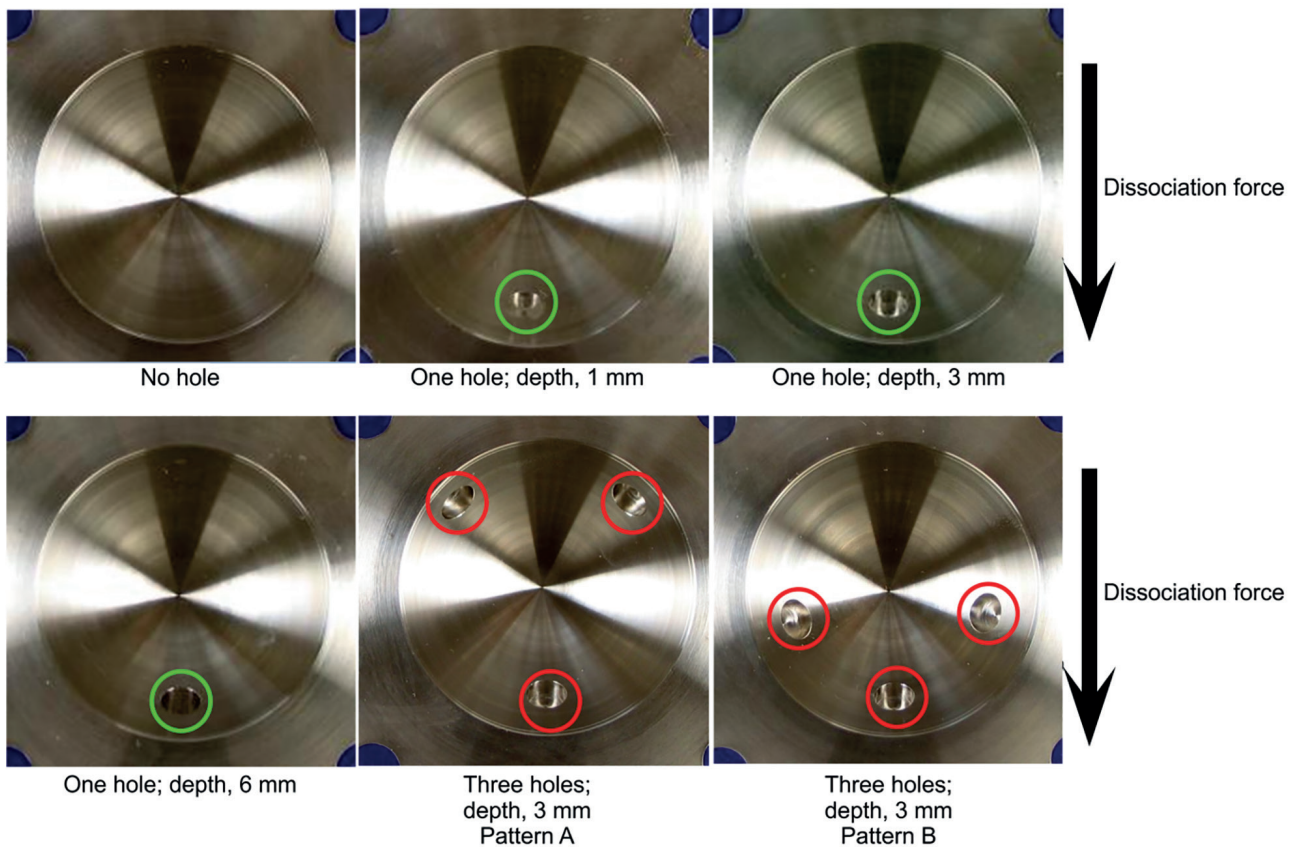 Dissociation force
No hole
One hole; depth, 1 mm
One hole; depth, 3 mm
Dissociation force
One hole; depth, 6 mm
Three holes;
depth, 3 mm
Pattern A
Three holes;
depth, 3 mm
Pattern B